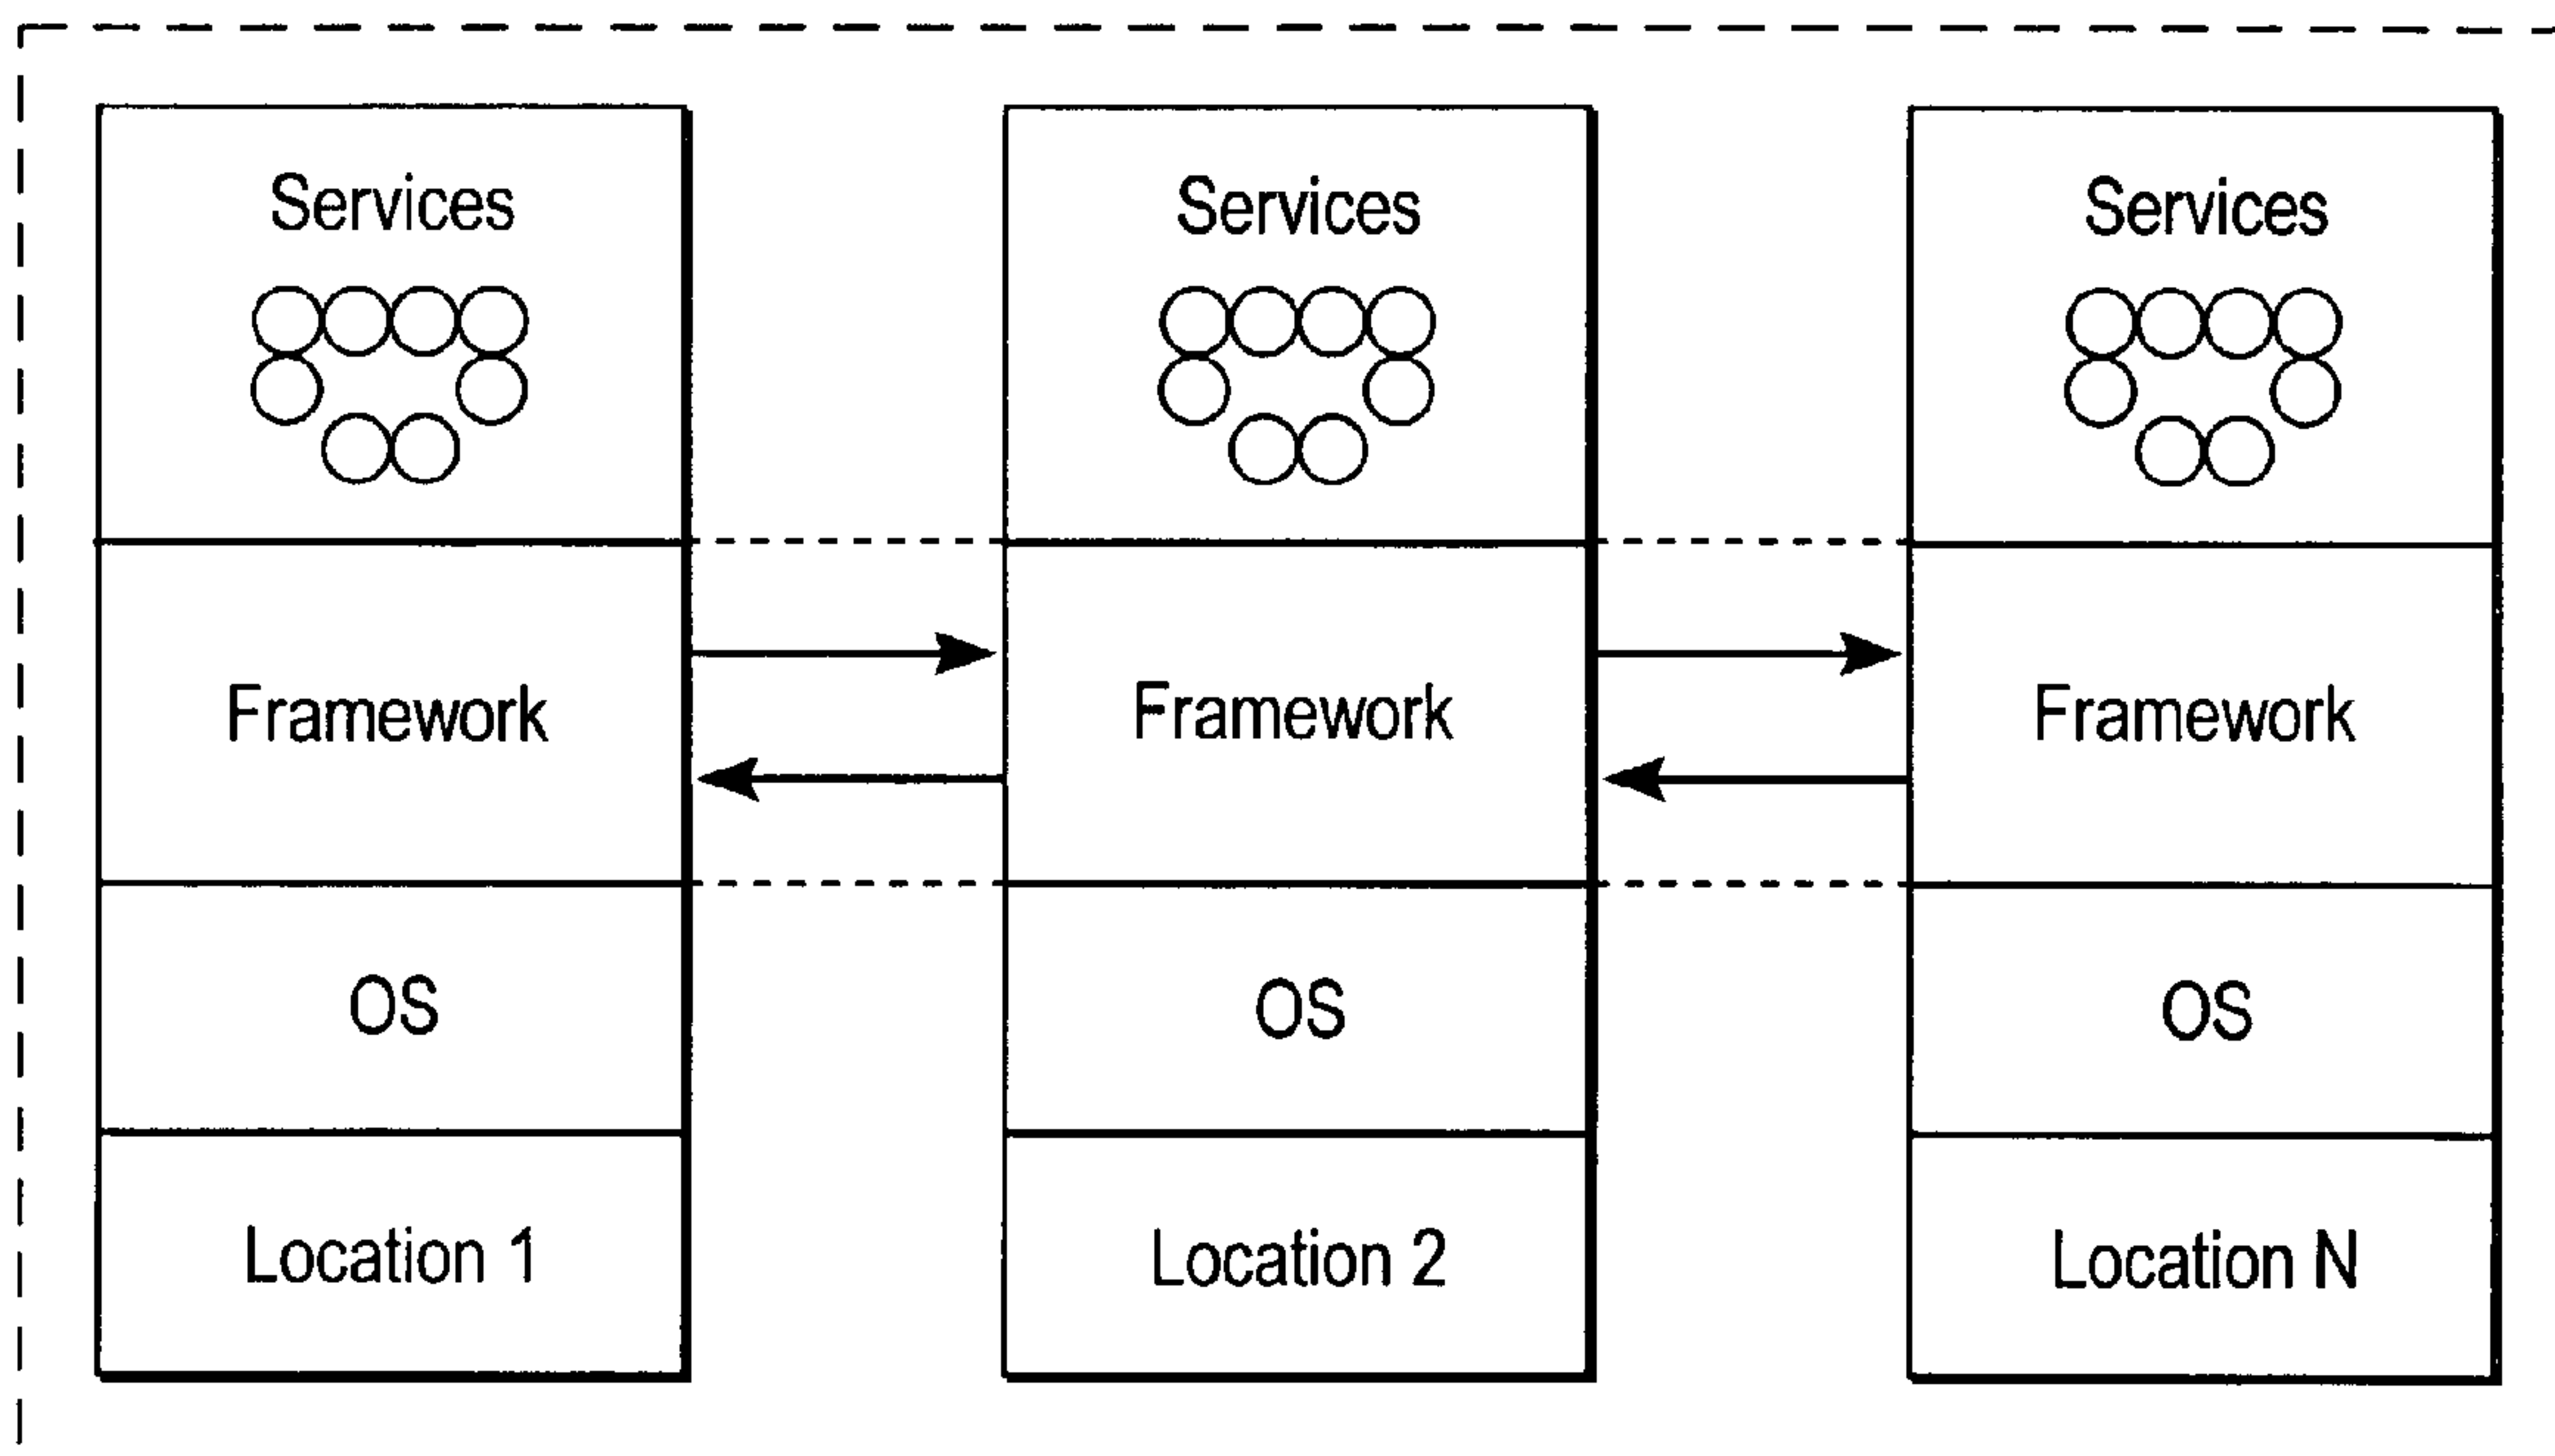 Services
Services
Services
Framework
Framework
Framework
OS
OS
OS
Location 1
Location 2
Location N